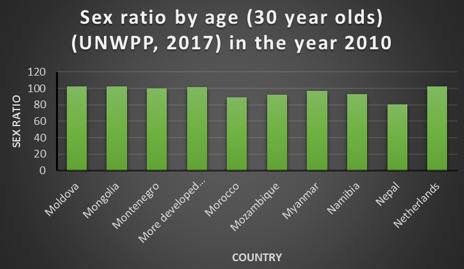 Sex ratio by age (30 year olds)
(UNWPP, 2017) in the year 2010
SEX RATIO
120
100
80
60
40
20
0
Moldova
Mongolia
Montenegro
More developed...
Morocco
Mozambique
Myanmar
Namibia
Nepal
Netherlands
COUNTRY